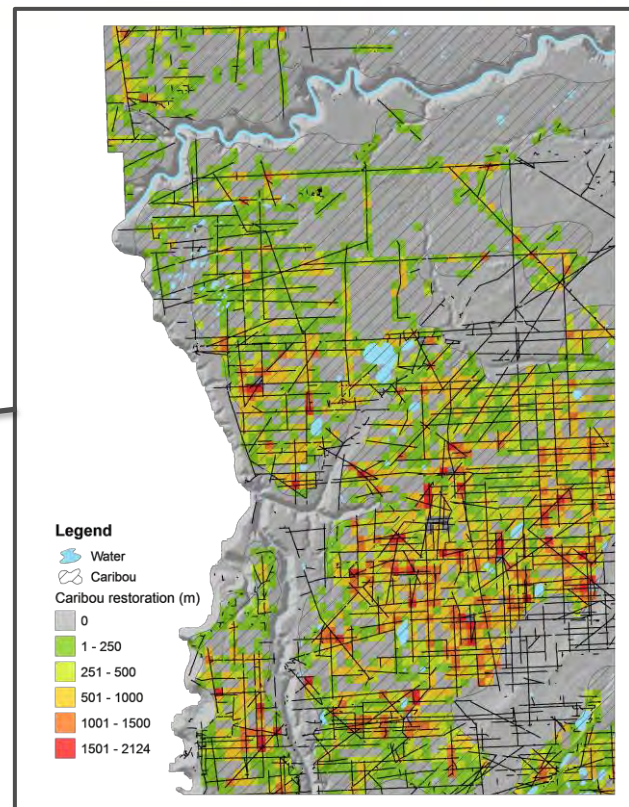 Legend
Water
Caribou
Caribou restoration (m)
0
1 - 250
251 - 500
501 - 1000
1001 - 1500
1501 - 2124